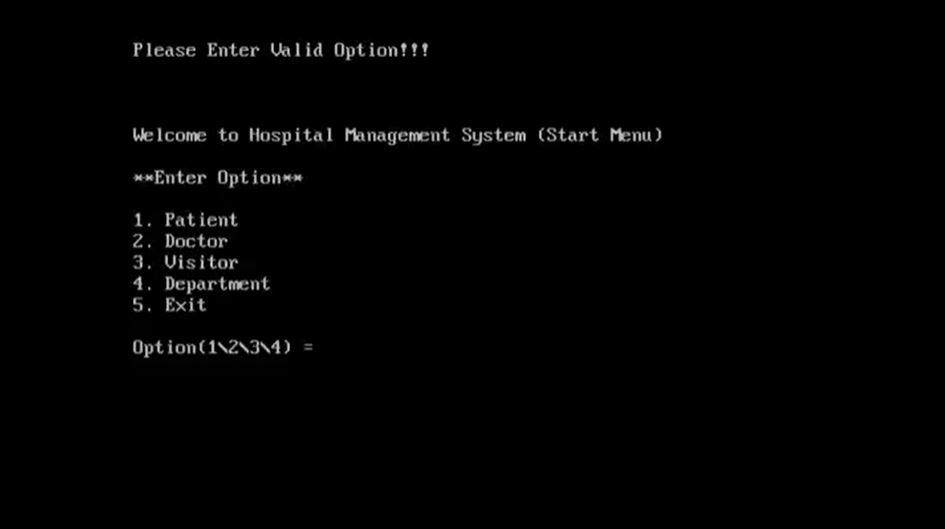 Please Enter Valid Option!!!
Welcome to Hospital Management System (Start Menu)
**Enter Option**
1. Patient
2. Doctor
3. Visitor
4. Department
5. Exit
Option(1\2\3\4) =